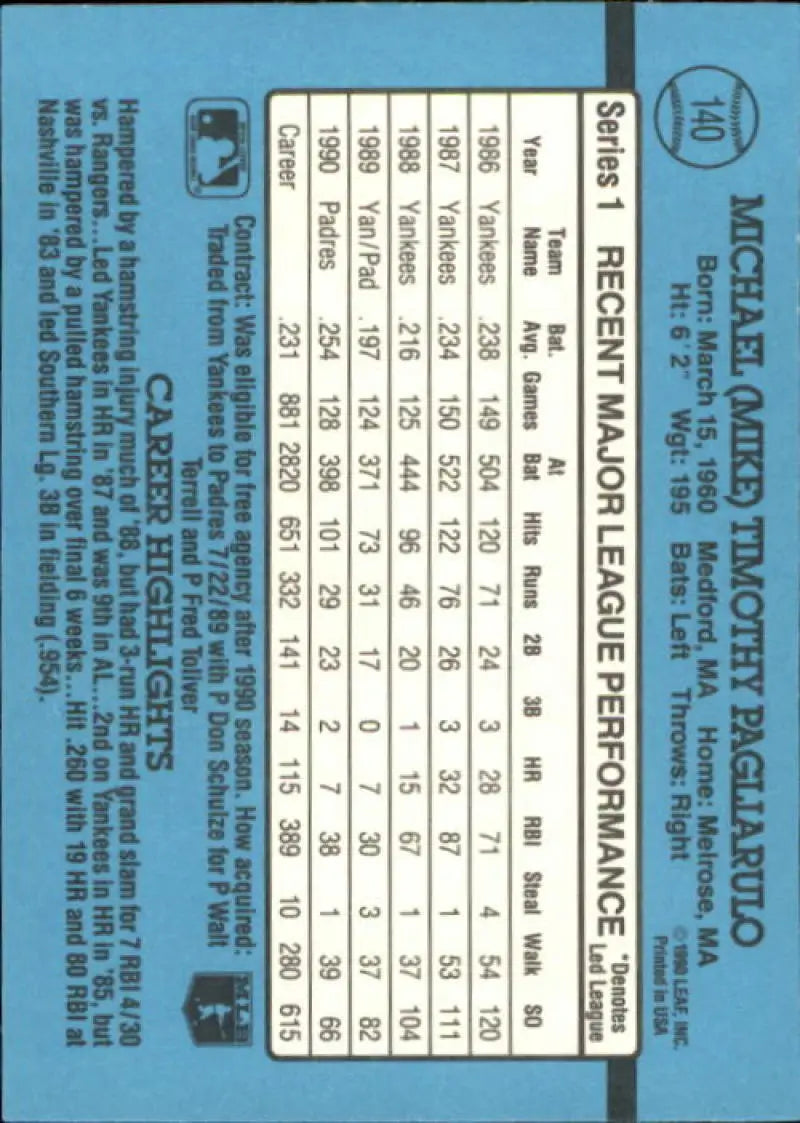 140
MICHAEL (MIKE) TIMOTHY PAGLIARULO
Born: March 15, 1960 Medford, MA Home: Melrose, MA
Ht: 6'2" Wgt: 195 Bats: Left Throws: Right
© 1990 LEAF, INC.
Printed in USA
Series 1 RECENT MAJOR LEAGUE PERFORMANCE *Denotes
Led League
Team Bat. At
Year Name Avg. Games Bat Hits Runs 2B 3B HR RBI Steal Walk SO
1986 Yankees .238 149 504 120 71 24 3 28 71 4 54 120
1987 Yankees .234 150 522 122 76 26 3 32 87 1 53 111
1988 Yankees .216 125 444 96 46 20 1 15 67 1 37 104
1989 Yan/Pad .197 124 371 73 31 17 0 7 30 3 37 82
1990 Padres .254 128 398 101 29 23 2 7 38 1 39 66
Career .231 881 2820 651 332 141 14 115 389 10 280 615
Contract: Was eligible for free agency after 1990 season. How acquired:
Traded from Yankees to Padres 7/22/89 with P Don Schulze for P Walt
Terrell and P Fred Toliver
MLB
CAREER HIGHLIGHTS
Hampered by a hamstring injury much of '88, but had 3-run HR and grand slam for 7 RBI 4/30
vs. Rangers...Led Yankees in HR in '87 and was 9th in AL...2nd on Yankees in HR in '85, but
was hampered by a pulled hamstring over final 6 weeks...Hit .260 with 19 HR and 80 RBI at
Nashville in '83 and led Southern Lg. 3B in fielding (.954).